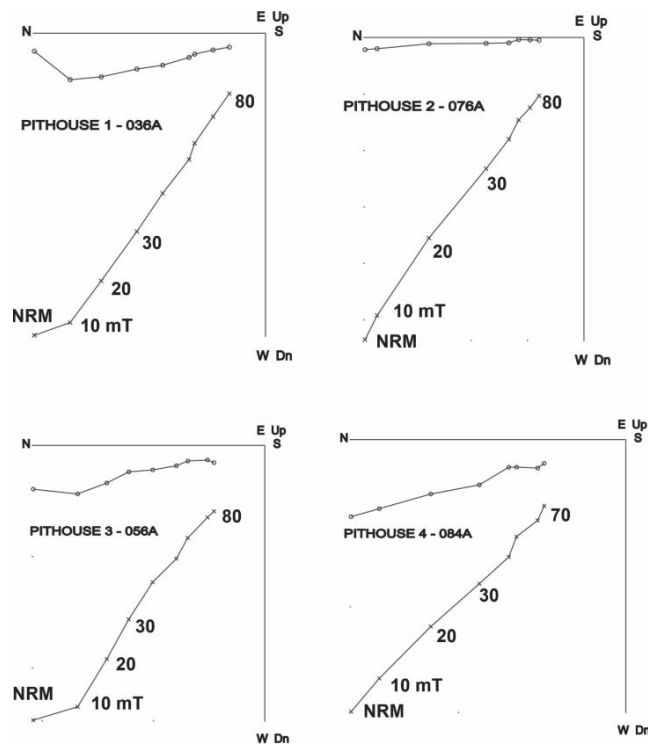 E Up
N S
80
PITHOUSE 1 - 036A
30
20
10 mT
NRM
W Dn
E Up
N S
80
PITHOUSE 2 - 076A
30
20
10 mT
NRM
W Dn
E Up
N S
80
PITHOUSE 3 - 056A
30
20
NRM
10 mT
W Dn
E Up
N S
70
PITHOUSE 4 - 084A
30
20
10 mT
NRM
W Dn